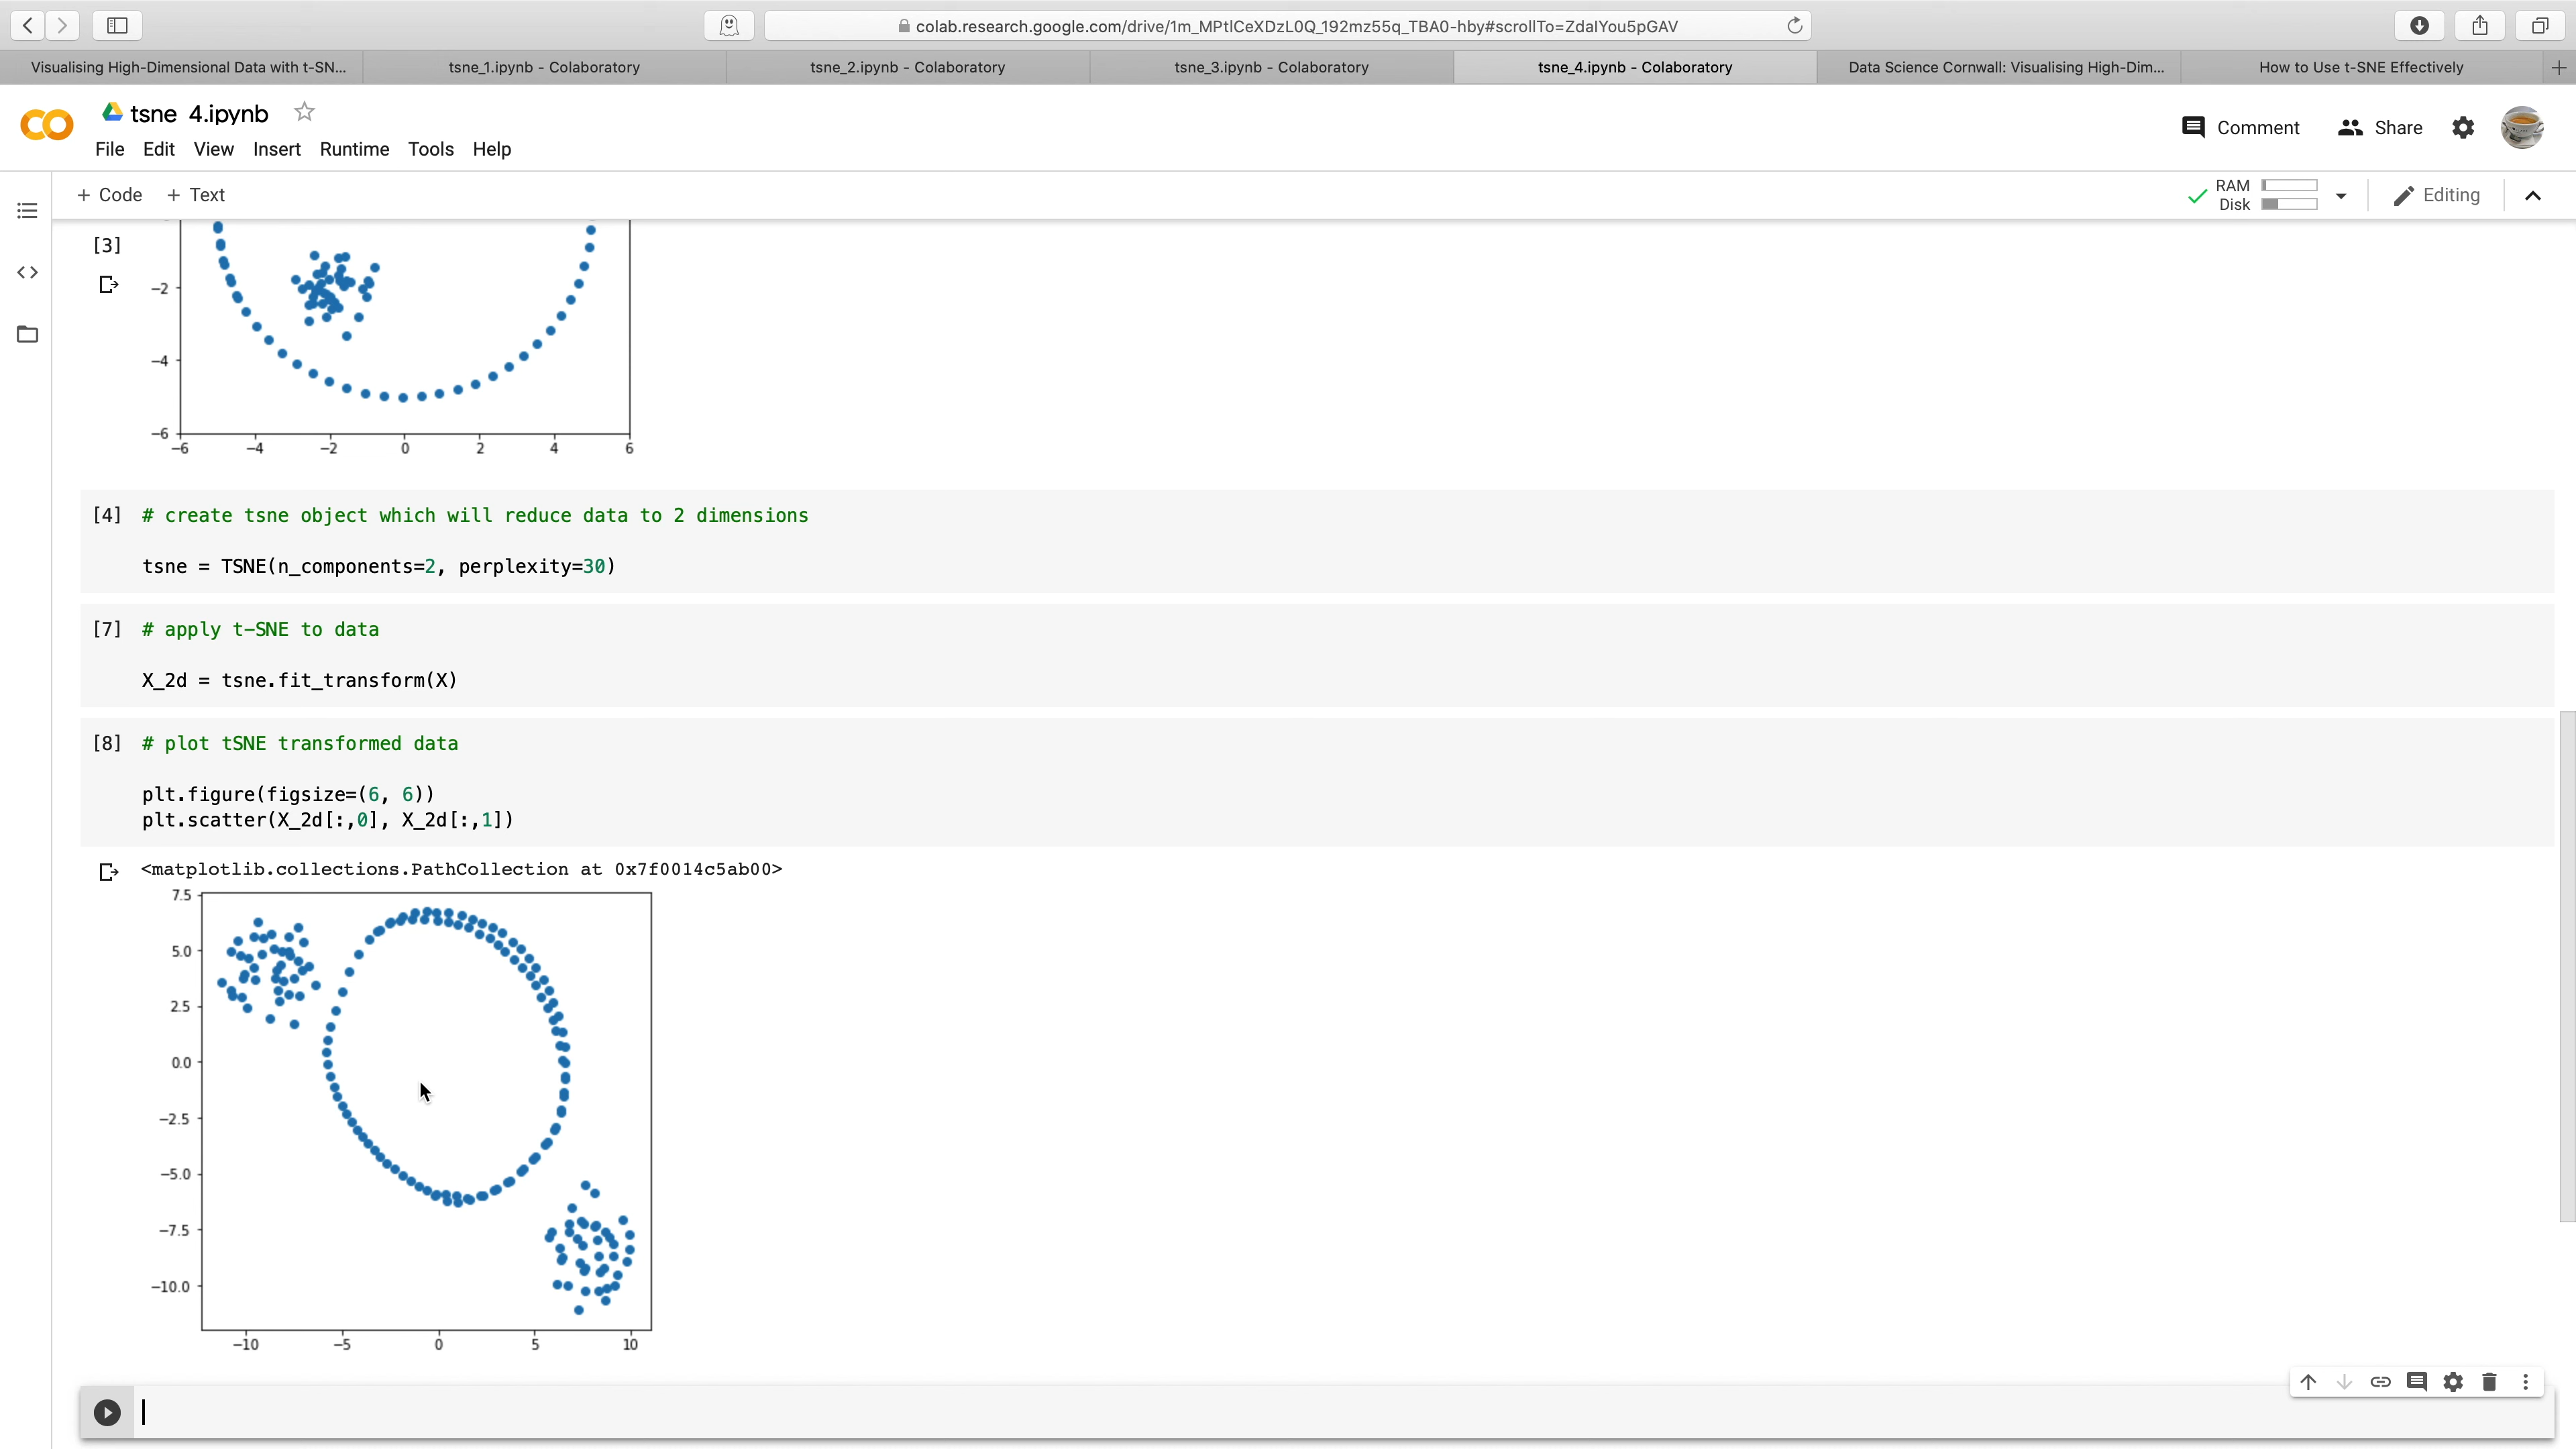 colab.research.google.com/drive/1m_MPtlCeXDzL0Q_192mz55q_TBA0-hby#scrollTo=ZdalYou5pGAV
Visualising High-Dimensional Data with t-SN...
tsne_1.ipynb - Colaboratory
tsne_2.ipynb - Colaboratory
tsne_3.ipynb - Colaboratory
tsne_4.ipynb - Colaboratory
Data Science Cornwall: Visualising High-Dim...
How to Use t-SNE Effectively
tsne_4.ipynb
File Edit View Insert Runtime Tools Help
Comment
Share
+ Code + Text
RAM
Disk
Editing
[3]
−2
−4
−6
−6 −4 −2 0 2 4 6
[4] # create tsne object which will reduce data to 2 dimensions
tsne = TSNE(n_components=2, perplexity=30)
[7] # apply t-SNE to data
X_2d = tsne.fit_transform(X)
[8] # plot tSNE transformed data
plt.figure(figsize=(6, 6))
plt.scatter(X_2d[:,0], X_2d[:,1])
<matplotlib.collections.PathCollection at 0x7f0014c5ab00>
7.5
5.0
2.5
0.0
−2.5
−5.0
−7.5
−10.0
−10 −5 0 5 10